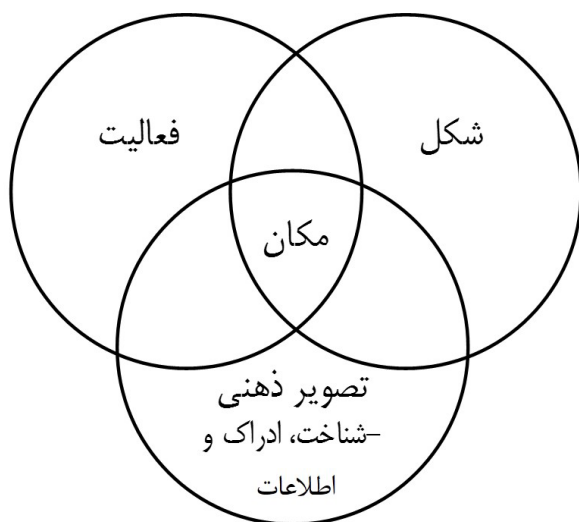 شکل
فعالیت
مکان
تصویر ذهنی
–شناخت، ادراک و
اطلاعات